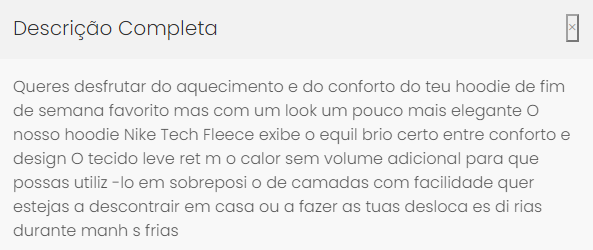 Descrição Completa
×
Queres desfrutar do aquecimento e do conforto do teu hoodie de fim
de semana favorito mas com um look um pouco mais elegante O
nosso hoodie Nike Tech Fleece exibe o equil brio certo entre conforto e
design O tecido leve ret m o calor sem volume adicional para que
possas utiliz -lo em sobreposi o de camadas com facilidade quer
estejas a descontrair em casa ou a fazer as tuas desloca es di rias
durante manh s frias